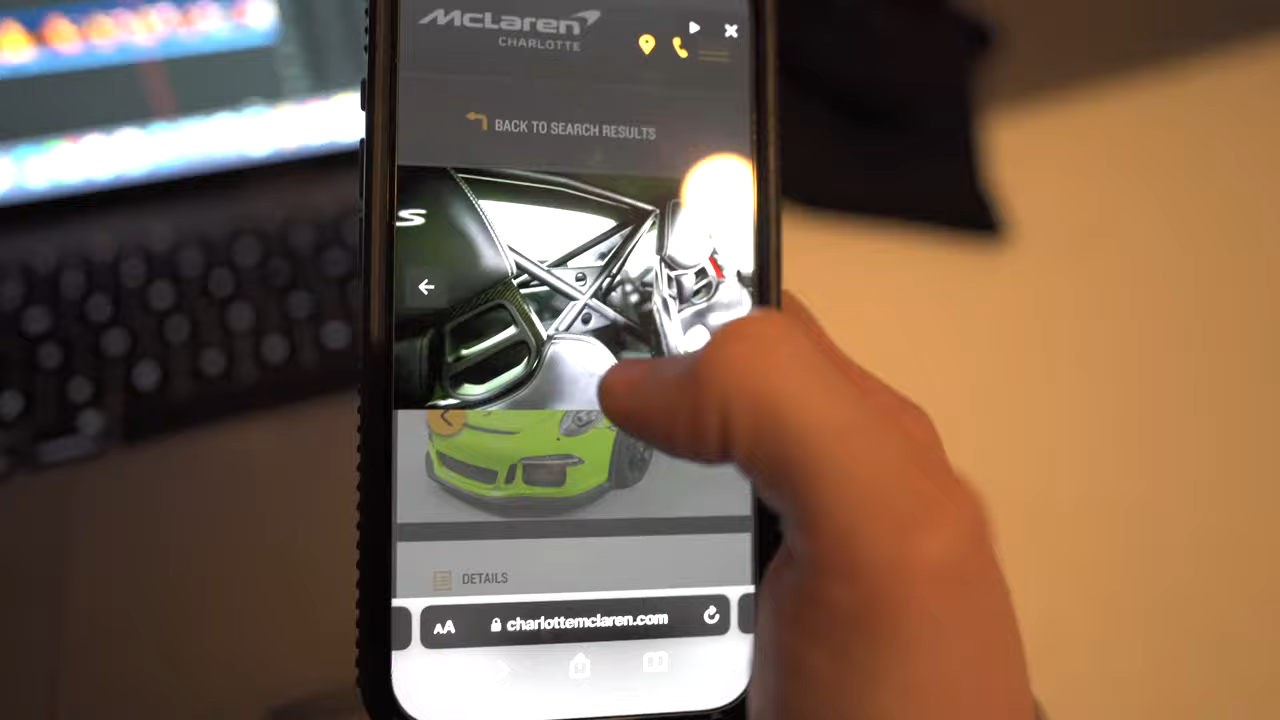 McLaren
CHARLOTTE
BACK TO SEARCH RESULTS
S
DETAILS
AA charlottemclaren.com